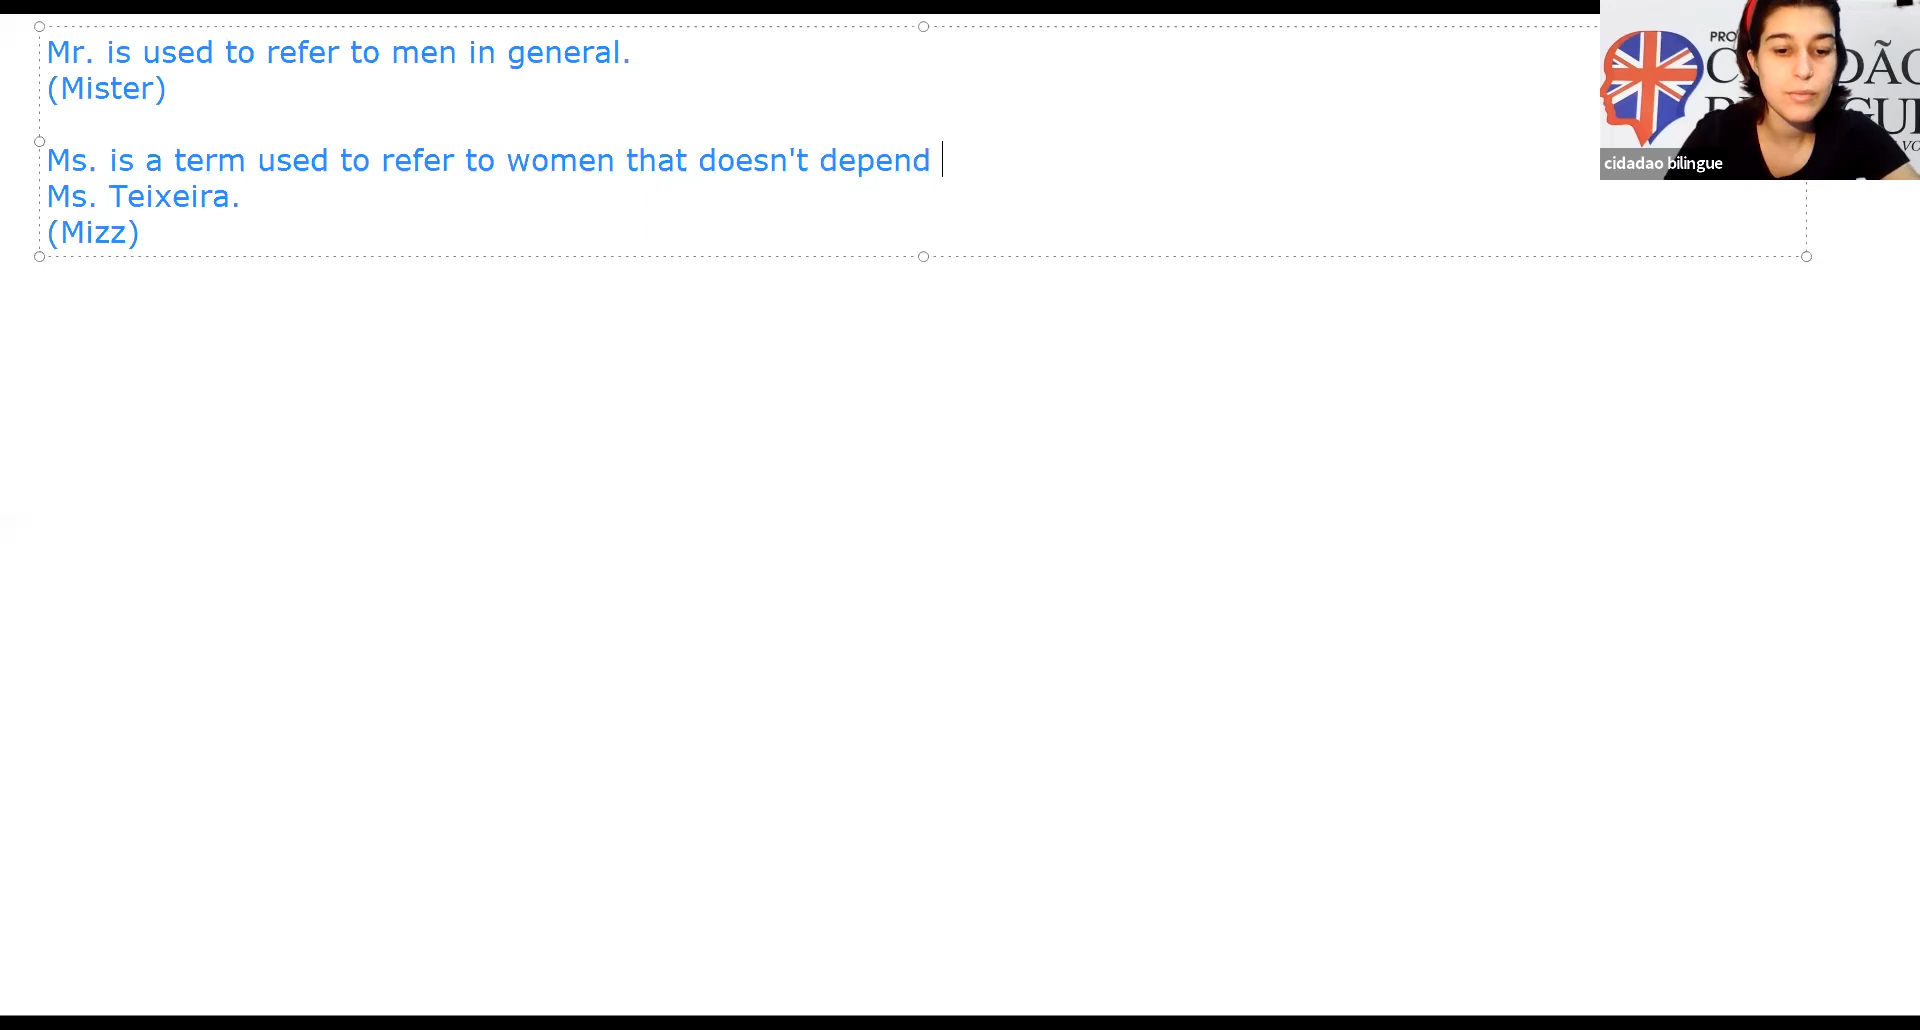 Mr. is used to refer to men in general.
(Mister)
Ms. is a term used to refer to women that doesn't depend
Ms. Teixeira.
(Mizz)
cidadao bilingue